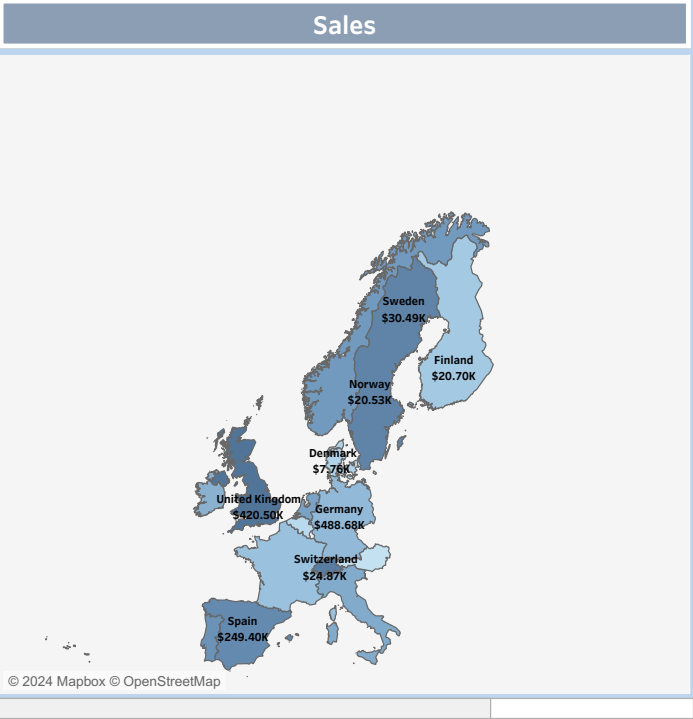 Sales
Sweden
$30.49K
Finland
$20.70K
Norway
$20.53K
Denmark
$7.76K
United Kingdom
$420.50K
Germany
$488.68K
Switzerland
$24.87K
Spain
$249.40K
© 2024 Mapbox © OpenStreetMap